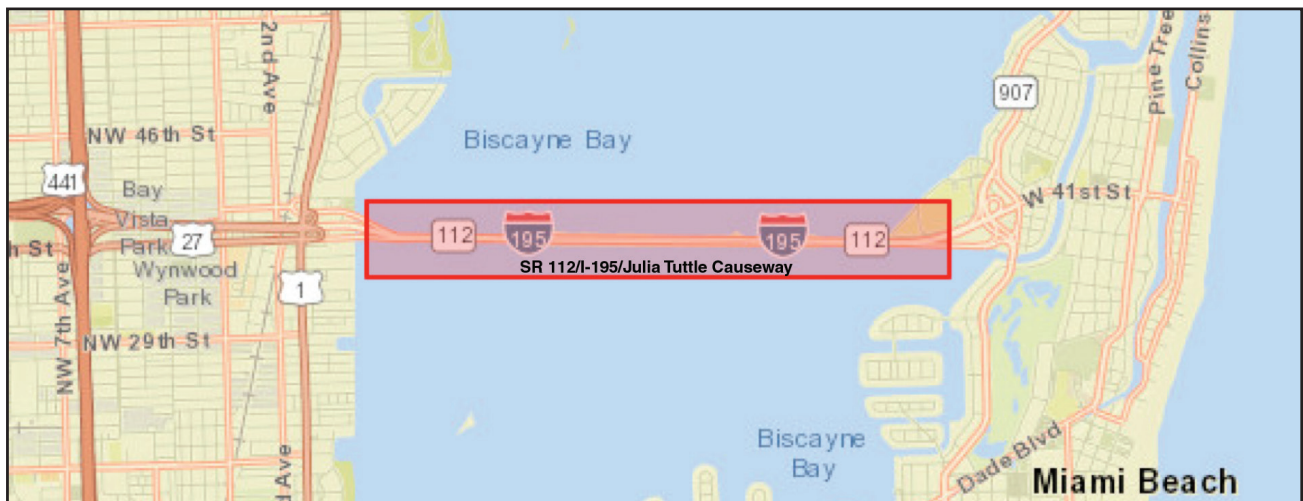 2nd Ave
Pine Tree
Collins
907
NW 46th St
Biscayne Bay
441
Bay
Vista
Park
W 41st St
27
112
195
195
112
h St
SR 112/I-195/Julia Tuttle Causeway
Wynwood
Park
1
NW 7th Ave
NW 29th St
Biscayne
Bay
d Ave
Dade Blvd
Miami Beach